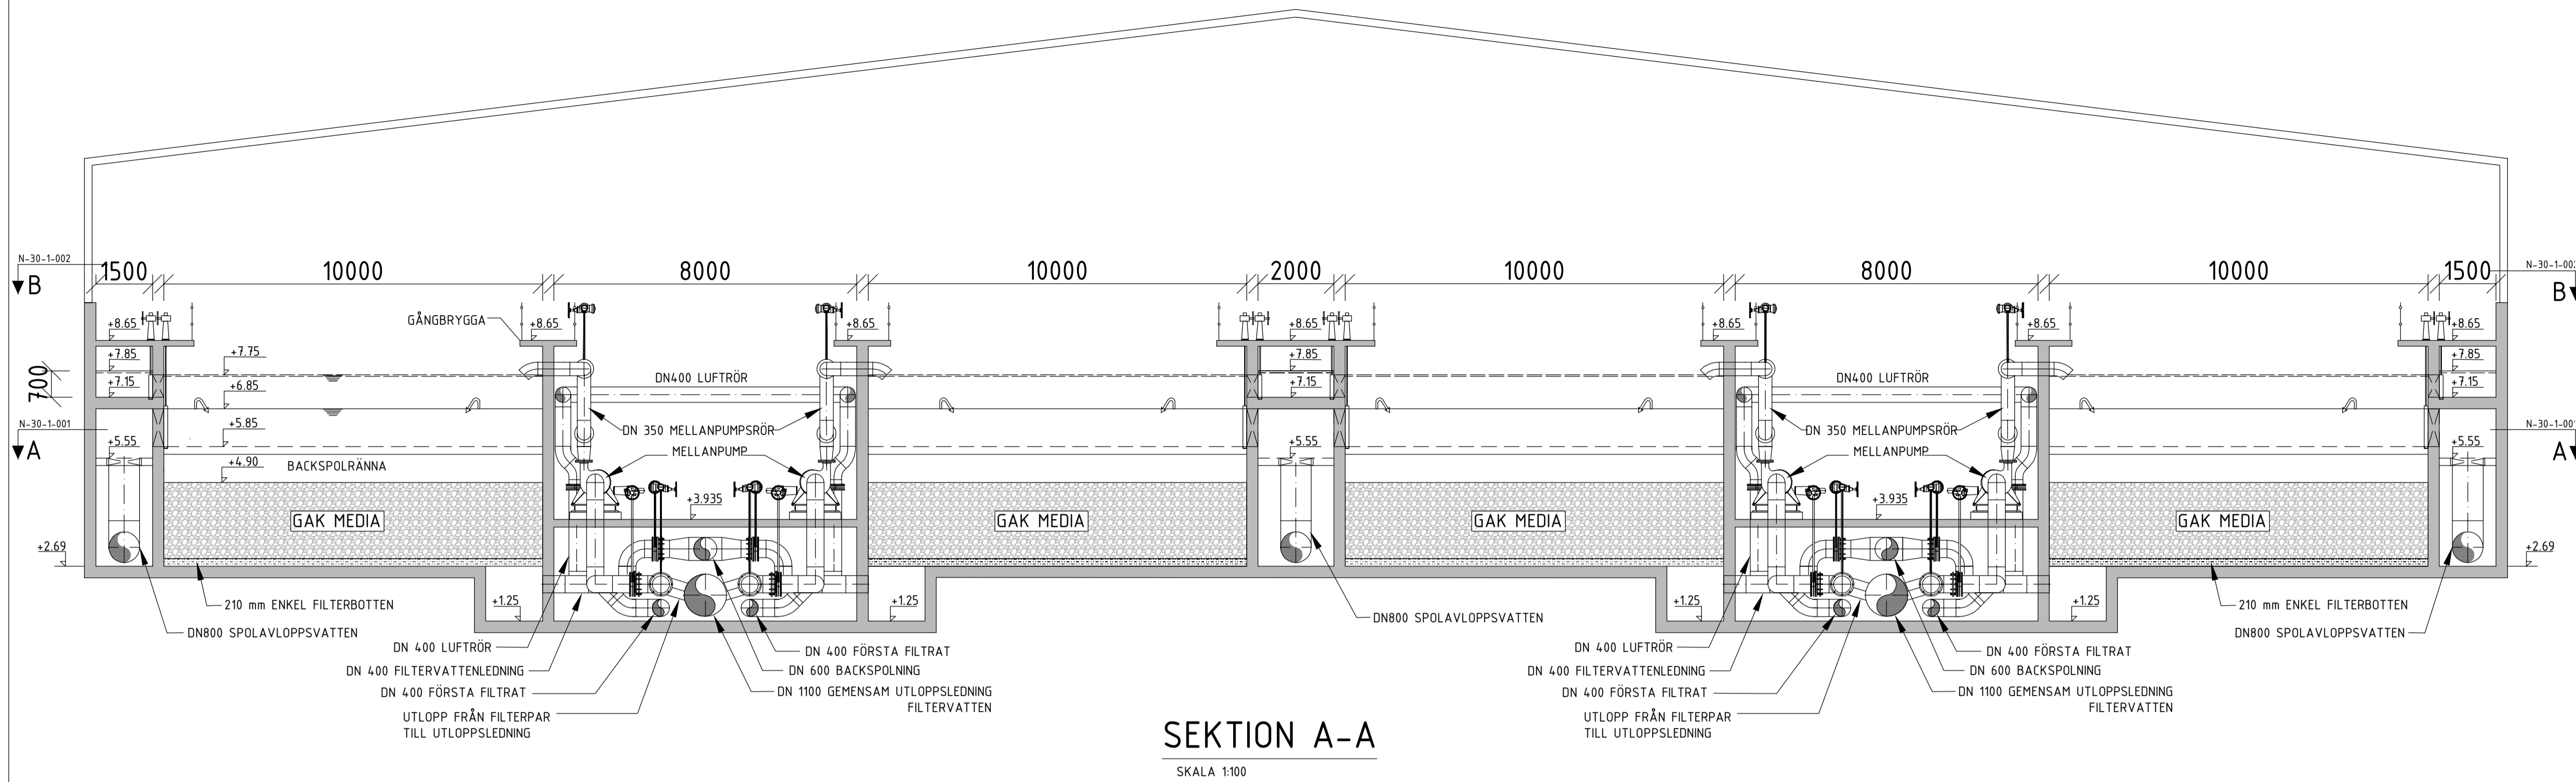 N-30-1-002
B
1500
10000
8000
10000
2000
10000
8000
10000
1500
N-30-1-002
B
GÅNGBRYGGA
+8.65
+8.65
+8.65
+8.65
+8.65
+8.65
+8.65
+7.85
+7.75
+7.85
+7.85
700
+7.15
+6.85
DN400 LUFTRÖR
+7.15
DN400 LUFTRÖR
+7.15
N-30-1-001
A
+5.85
DN 350 MELLANPUMPSRÖR
DN 350 MELLANPUMPSRÖR
N-30-1-001
A
+5.55
MELLANPUMP
+5.55
MELLANPUMP
+5.55
+4.90
BACKSPOLRÄNNA
+3.935
+3.935
GAK MEDIA
GAK MEDIA
GAK MEDIA
GAK MEDIA
+2.69
+2.69
+1.25
+1.25
+1.25
+1.25
210 mm ENKEL FILTERBOTTEN
210 mm ENKEL FILTERBOTTEN
DN800 SPOLAVLOPPSVATTEN
DN800 SPOLAVLOPPSVATTEN
DN800 SPOLAVLOPPSVATTEN
DN 400 LUFTRÖR
DN 400 FILTERVATTENLEDNING
DN 400 FÖRSTA FILTRAT
UTLOPP FRÅN FILTERPAR
TILL UTLOPPSLEDNING
DN 400 FÖRSTA FILTRAT
DN 600 BACKSPOLNING
DN 1100 GEMENSAM UTLOPPSLEDNING
FILTERVATTEN
DN 400 LUFTRÖR
DN 400 FILTERVATTENLEDNING
DN 400 FÖRSTA FILTRAT
UTLOPP FRÅN FILTERPAR
TILL UTLOPPSLEDNING
DN 400 FÖRSTA FILTRAT
DN 600 BACKSPOLNING
DN 1100 GEMENSAM UTLOPPSLEDNING
FILTERVATTEN
SEKTION A-A
SKALA 1:100